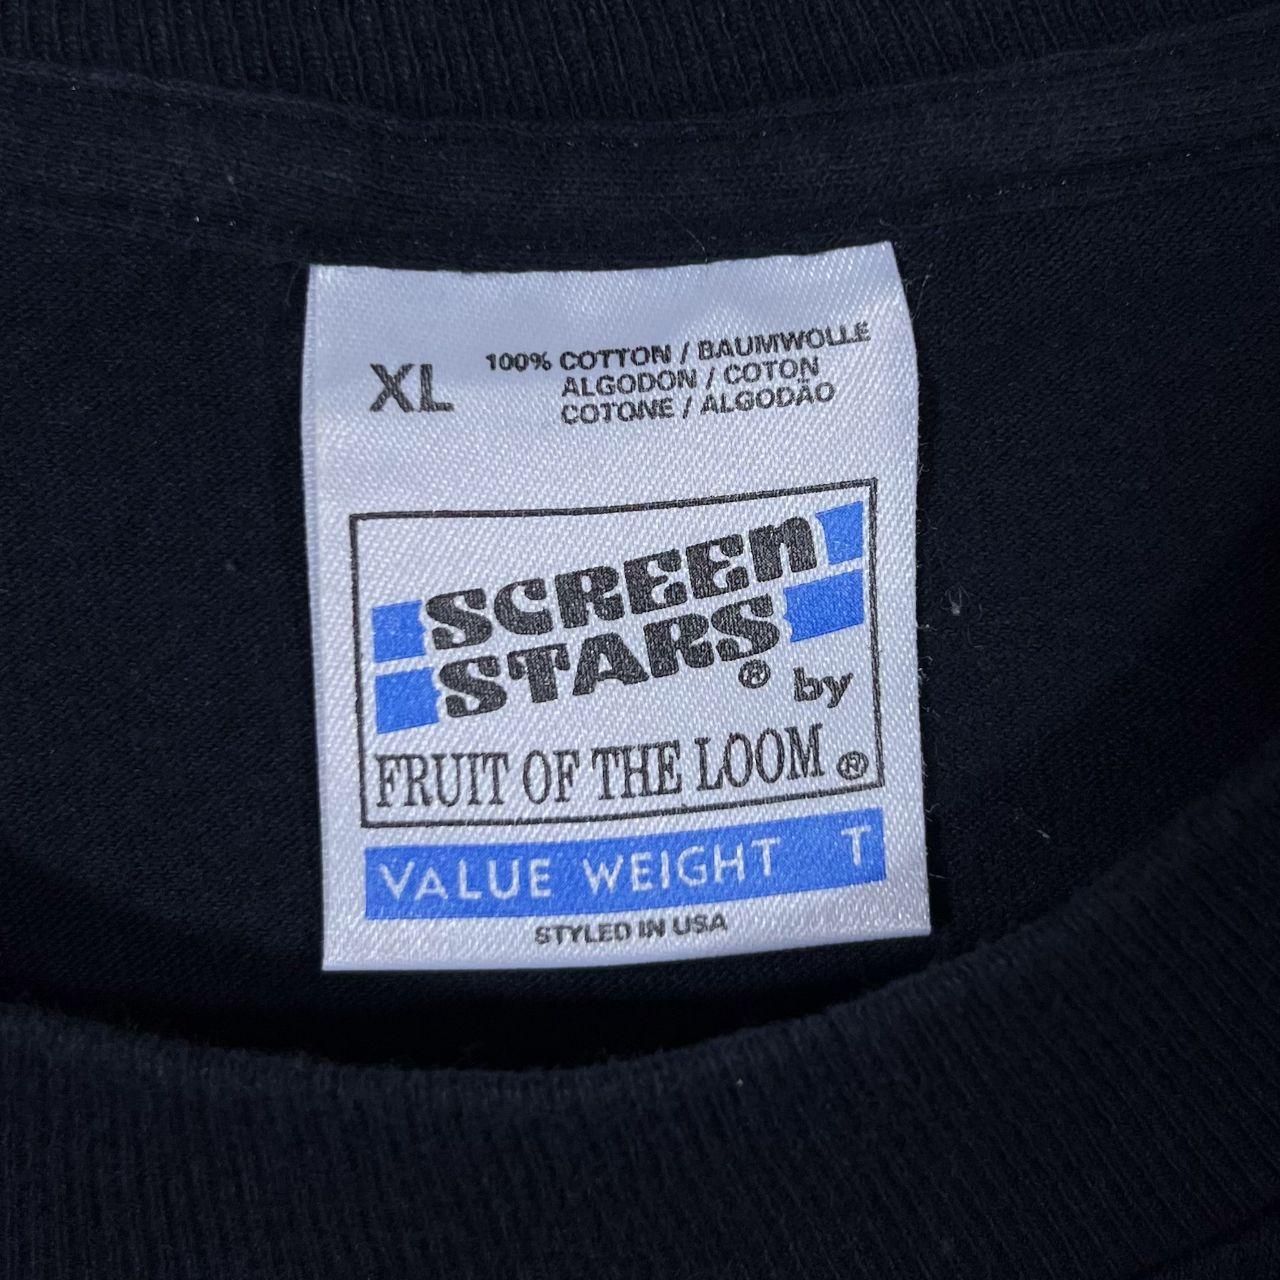 XL
100% COTTON / BAUMWOLLE
ALGODON / COTON
COTONE / ALGODÃO
SCREEn
STARS® by
FRUIT OF THE LOOM®
VALUE WEIGHT T
STYLED IN USA